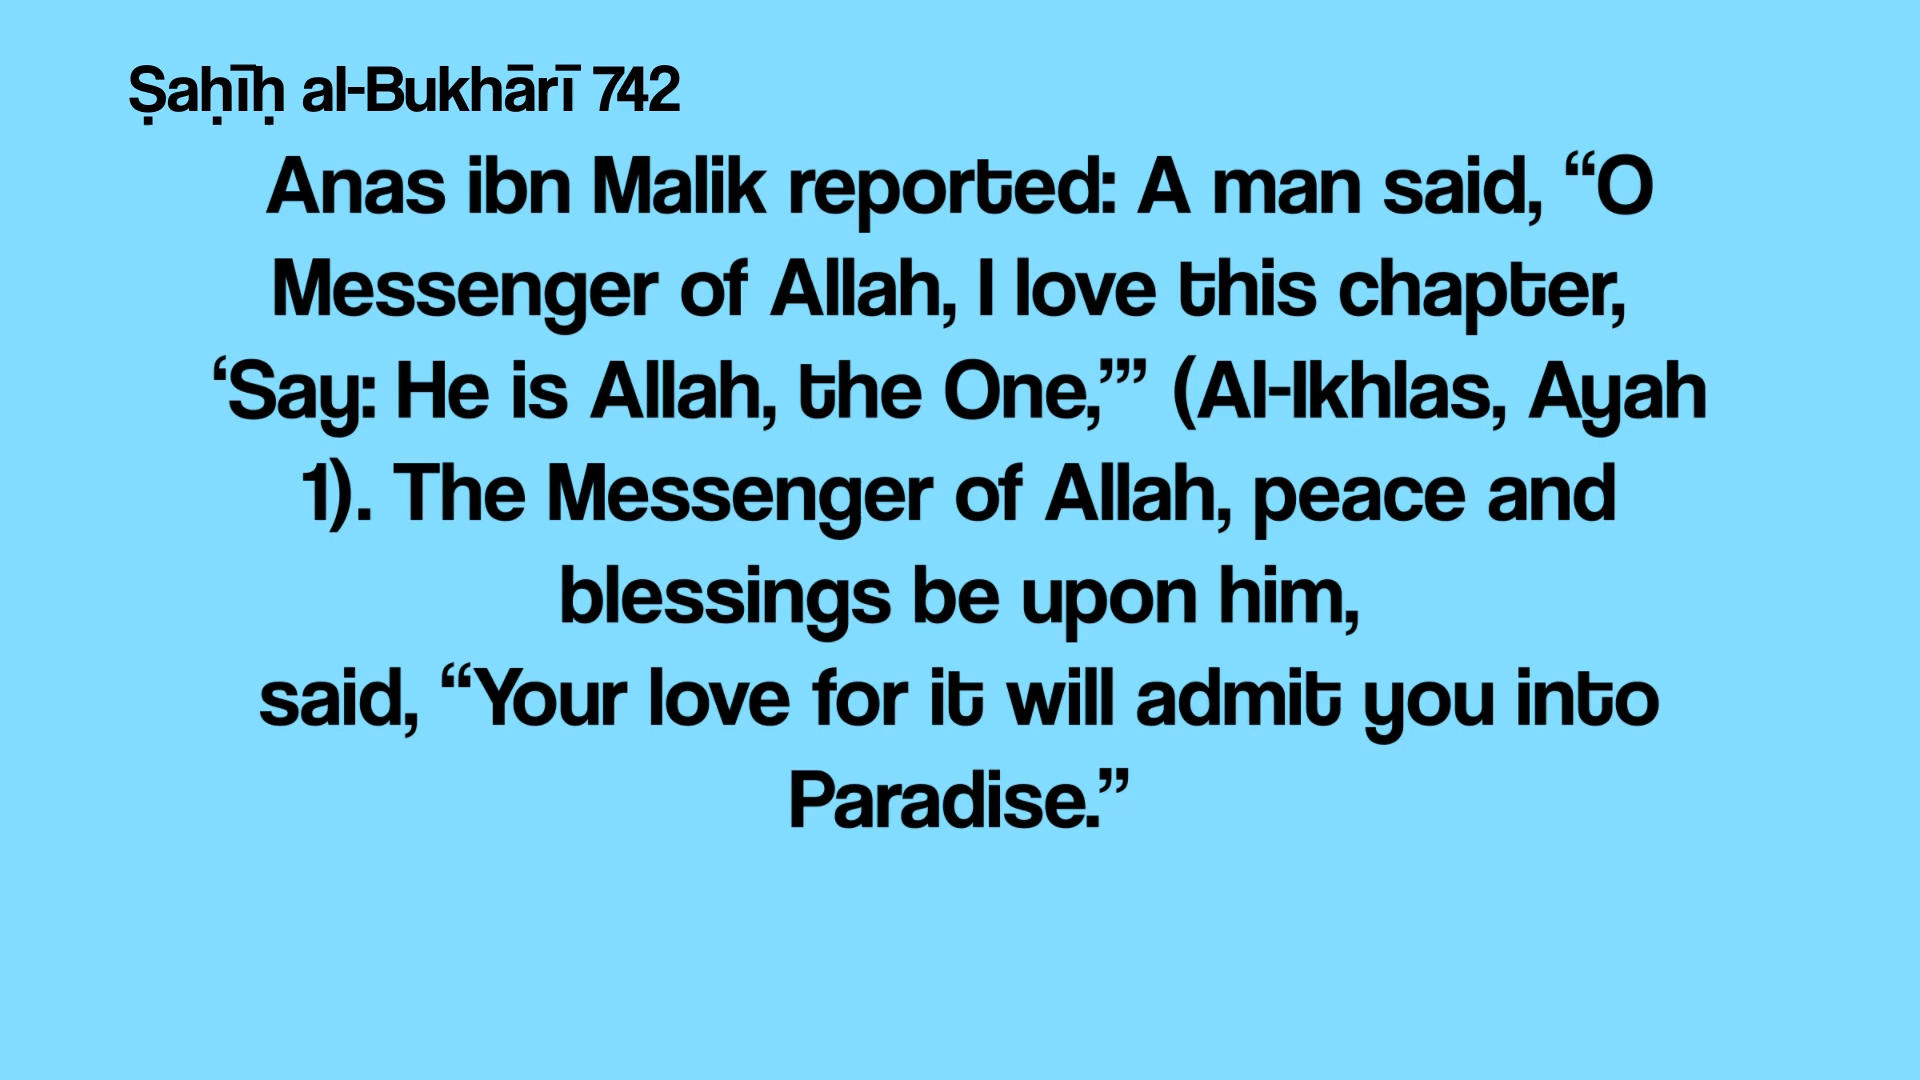 Ṣaḥīḥ al-Bukhārī 742
Anas ibn Malik reported: A man said, “O
Messenger of Allah, I love this chapter,
‘Say: He is Allah, the One,’” (Al-Ikhlas, Ayah
1). The Messenger of Allah, peace and
blessings be upon him,
said, “Your love for it will admit you into
Paradise.”